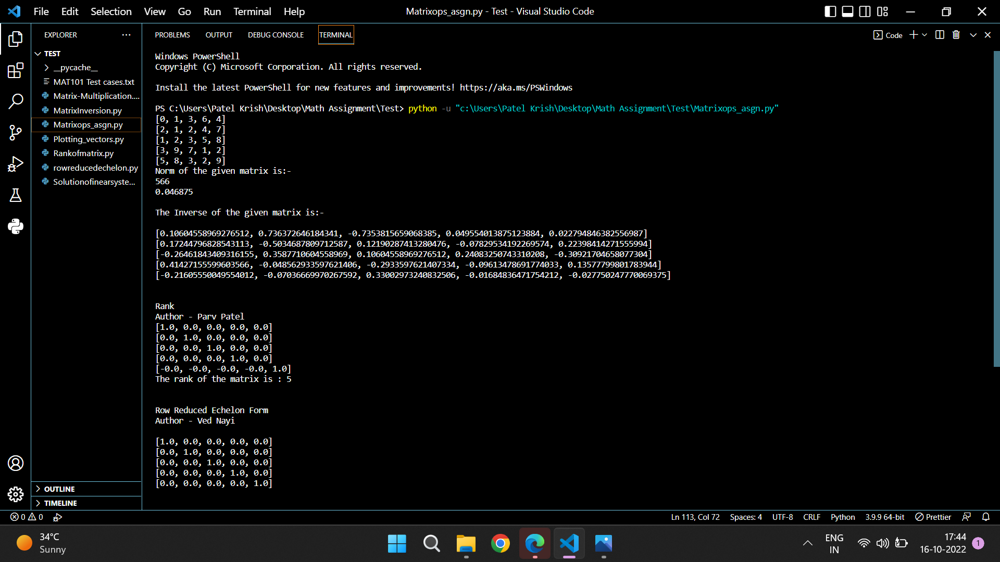 File Edit Selection View Go Run Terminal Help Matrixops_asgn.py - Test - Visual Studio Code
EXPLORER
TEST
__pycache__
MAT101 Test cases.txt
Matrix-Multiplication....
MatrixInversion.py
Matrixops_asgn.py
Plotting_vectors.py
Rankofmatrix.py
rowreducedechelon.py
Solutionofinearsyste...
OUTLINE
TIMELINE
PROBLEMS OUTPUT DEBUG CONSOLE TERMINAL Code
Windows PowerShell
Copyright (C) Microsoft Corporation. All rights reserved.
Install the latest PowerShell for new features and improvements! https://aka.ms/PSWindows
PS C:\Users\Patel Krish\Desktop\Math Assignment\Test> python -u "c:\Users\Patel Krish\Desktop\Math Assignment\Test\Matrixops_asgn.py"
[0, 1, 3, 6, 4]
[2, 1, 2, 4, 7]
[1, 2, 3, 5, 8]
[3, 9, 7, 1, 2]
[5, 8, 3, 2, 9]
Norm of the given matrix is:-
566
0.046875
The Inverse of the given matrix is:-
[0.10604558969276512, 0.736372646184341, -0.7353815659068385, 0.049554013875123884, 0.022794846382556987]
[0.17244796828543113, -0.5034687809712587, 0.12190287413280476, -0.07829534192269574, 0.22398414271555994]
[-0.26461843409316155, 0.3587710604558969, 0.10604558969276512, 0.24083250743310208, -0.30921704658077304]
[0.41427155599603566, -0.048562933597621406, -0.2933597621407334, -0.09613478691774033, 0.13577799801783944]
[-0.21605550049554012, -0.07036669970267592, 0.33002973240832506, -0.01684836471754212, -0.027750247770069375]
Rank
Author - Parv Patel
[1.0, 0.0, 0.0, 0.0, 0.0]
[0.0, 1.0, 0.0, 0.0, 0.0]
[0.0, 0.0, 1.0, 0.0, 0.0]
[0.0, 0.0, 0.0, 1.0, 0.0]
[-0.0, -0.0, -0.0, -0.0, 1.0]
The rank of the matrix is : 5
Row Reduced Echelon Form
Author - Ved Nayi
[1.0, 0.0, 0.0, 0.0, 0.0]
[0.0, 1.0, 0.0, 0.0, 0.0]
[0.0, 0.0, 1.0, 0.0, 0.0]
[0.0, 0.0, 0.0, 1.0, 0.0]
[0.0, 0.0, 0.0, 0.0, 1.0]
0 0 Ln 113, Col 72 Spaces: 4 UTF-8 CRLF Python 3.9.9 64-bit Prettier
34°C
Sunny
ENG
IN
17:44
16-10-2022
1